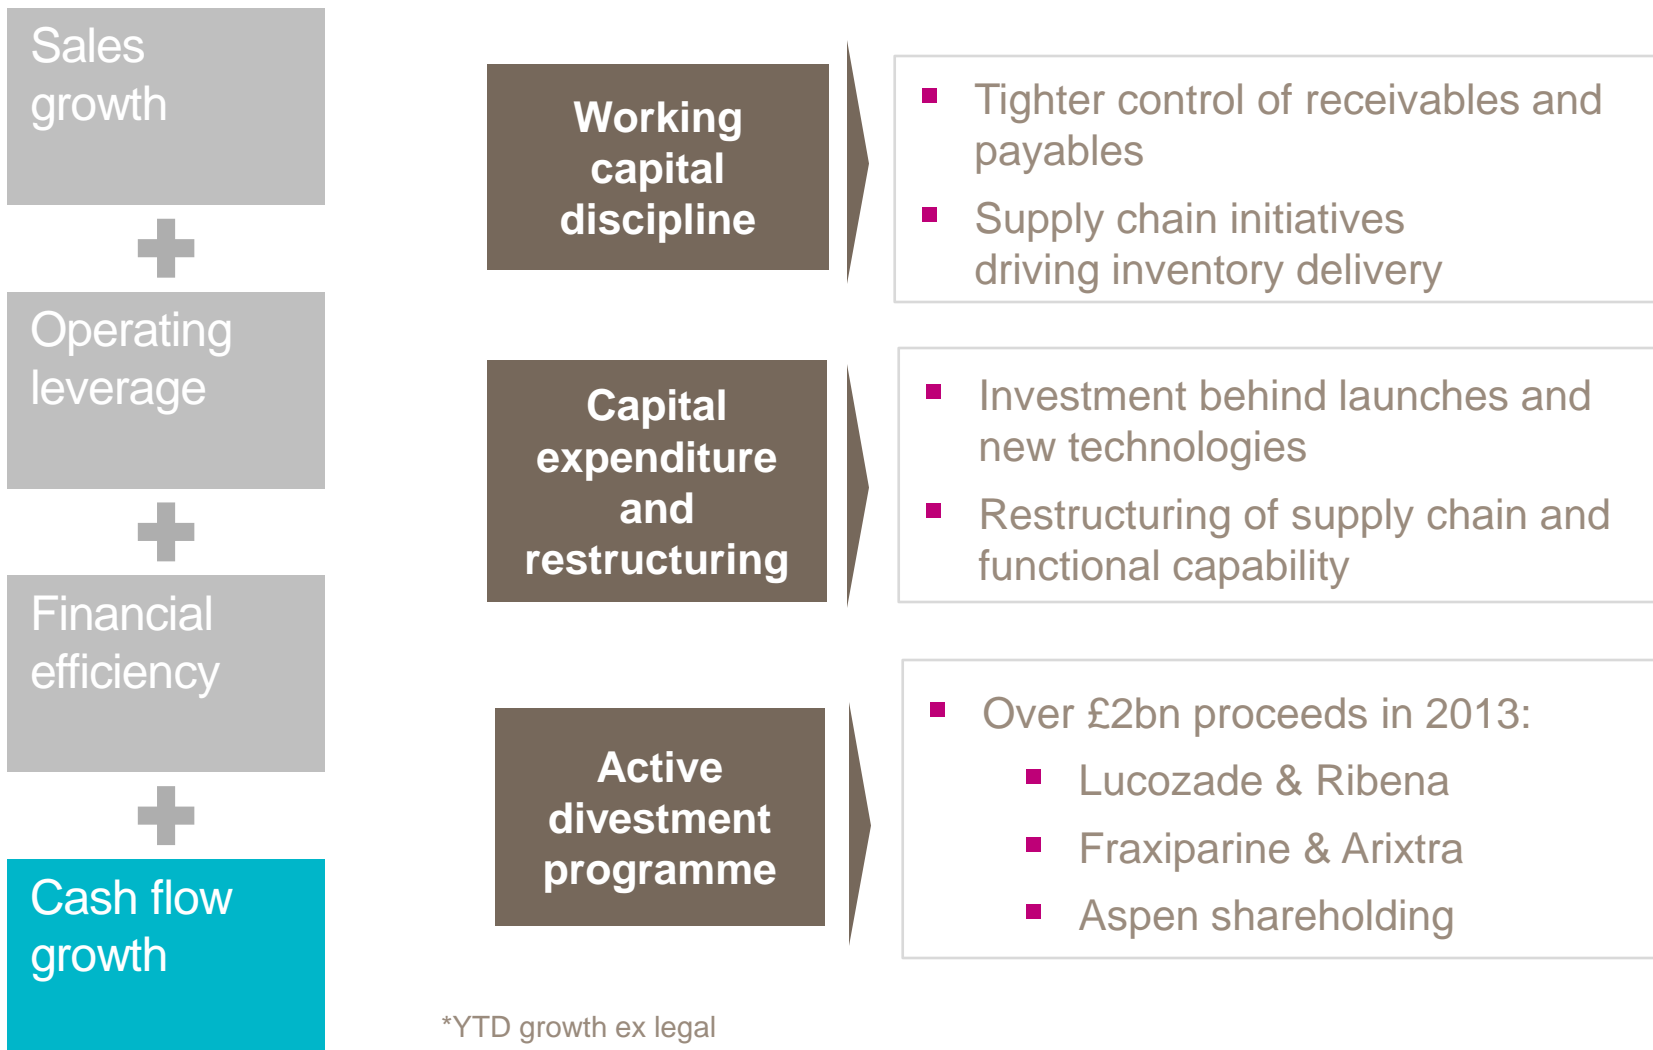 Sales
growth
Operating
leverage
Financial
efficiency
Cash flow
growth
Working
capital
discipline
Tighter control of receivables and
payables
Supply chain initiatives
driving inventory delivery
Capital
expenditure
and
restructuring
Investment behind launches and
new technologies
Restructuring of supply chain and
functional capability
Active
divestment
programme
Over £2bn proceeds in 2013:
Lucozade & Ribena
Fraxiparine & Arixtra
Aspen shareholding
*YTD growth ex legal